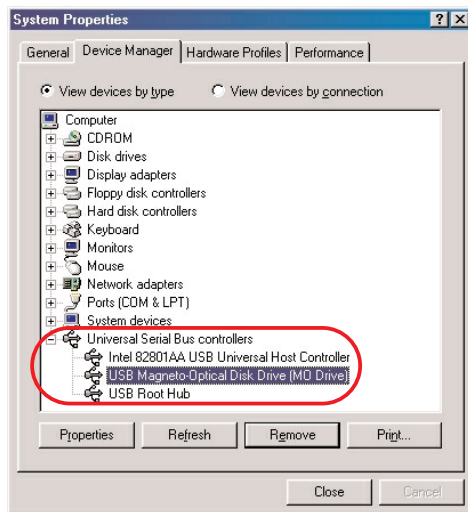 System Properties
General Device Manager Hardware Profiles Performance
View devices by type View devices by connection
Computer
CDROM
Disk drives
Display adapters
Floppy disk controllers
Hard disk controllers
Keyboard
Monitors
Mouse
Network adapters
Ports (COM & LPT)
System devices
Universal Serial Bus controllers
Intel 82801AA USB Universal Host Controller
USB Magneto-Optical Disk Drive (MO Drive)
USB Root Hub
Properties Refresh Remove Print...
Close Cancel